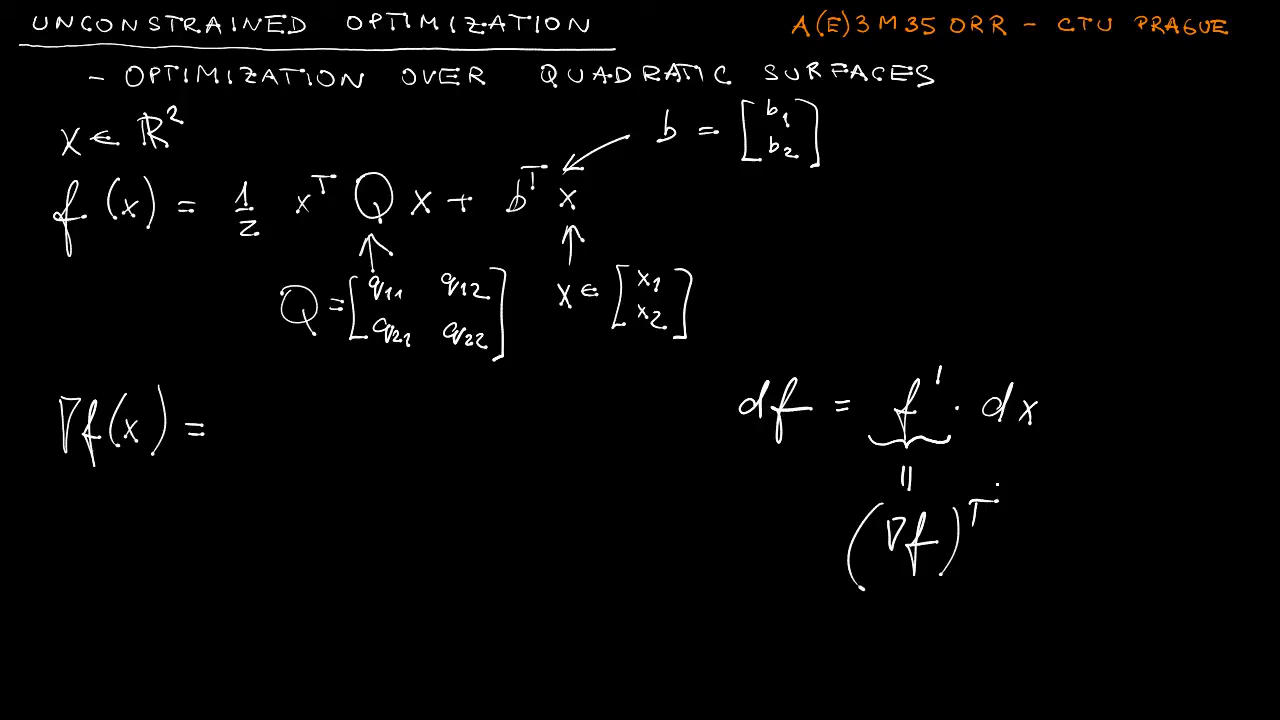 UNCONSTRAINED OPTIMIZATION A(E)3M35ORR – CTU PRAGUE
- OPTIMIZATION OVER QUADRATIC SURFACES
x ∈ ℝ²
b = [b₁ b₂]
f(x) = 1/2 xᵀ Q x + bᵀ x
Q = [q₁₁ q₁₂
q₂₂ q₂₂]
x ∈ [x₁ x₂]
∇f(x) =
df = f' · dx
=
(∇f)ᵀ